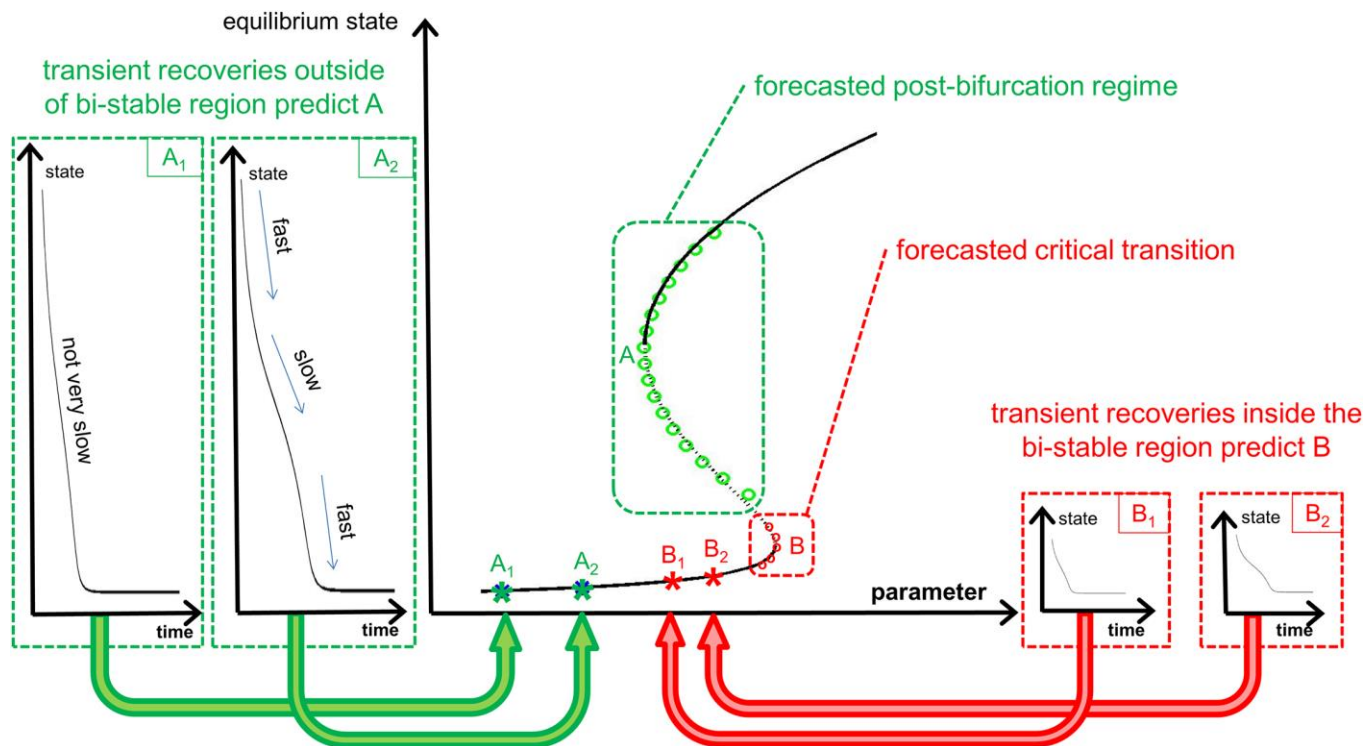 equilibrium state
transient recoveries outside
of bi-stable region predict A
A₁
state
not very slow
time
A₂
state
fast
slow
fast
time
forecasted post-bifurcation regime
forecasted critical transition
A
B
A₁
A₂
B₁
B₂
parameter
transient recoveries inside the
bi-stable region predict B
B₁
state
time
B₂
state
time